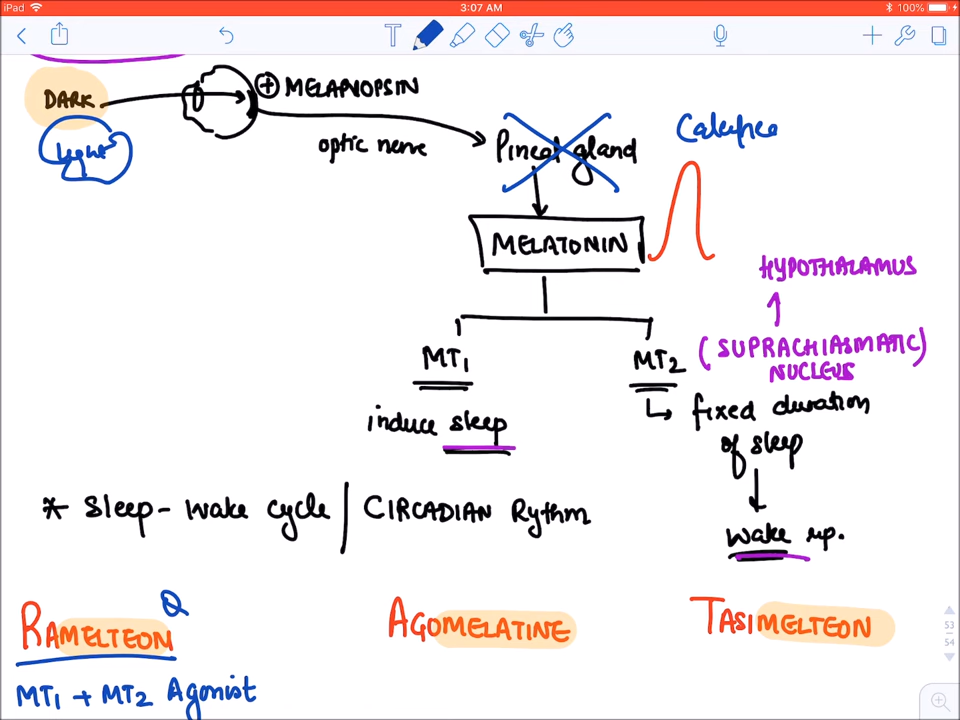 iPad
3:07 AM
100%
T
DARK
⊕ MELAPNOPSIN
light
optic nerve
Pineal gland
MELATONIN
HYPOTHALAMUS
MT1
MT2
(SUPRACHIASMATIC)
NUCLEUS
induce sleep
fixed duration
of sleep
* Sleep - Wake cycle / CIRCADIAN Rythm
Wake up.
Q
RAMELTEON
AGOMELATINE
TASIMELTEON
53
54
MT1 + MT2 Agonist